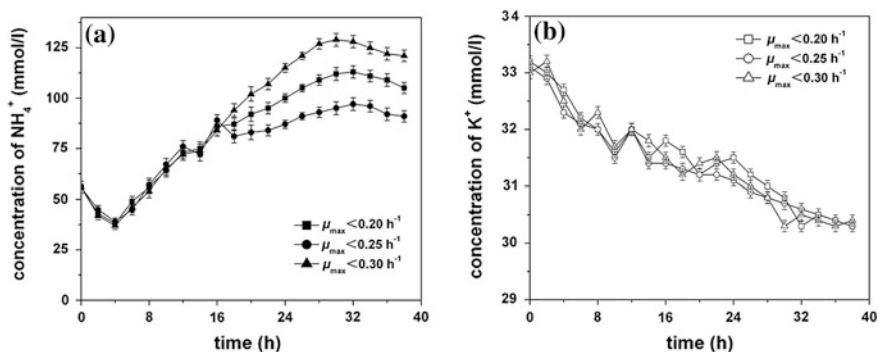 (a)
concentration of NH₄⁺ (mmol/l)
125
100
75
50
25
0
μmax＜0.20 h⁻¹
μmax＜0.25 h⁻¹
μmax＜0.30 h⁻¹
0 8 16 24 32 40
time (h)
(b)
concentration of K⁺ (mmol/l)
34
33
32
31
30
29
μmax＜0.20 h⁻¹
μmax＜0.25 h⁻¹
μmax＜0.30 h⁻¹
0 8 16 24 32 40
time (h)